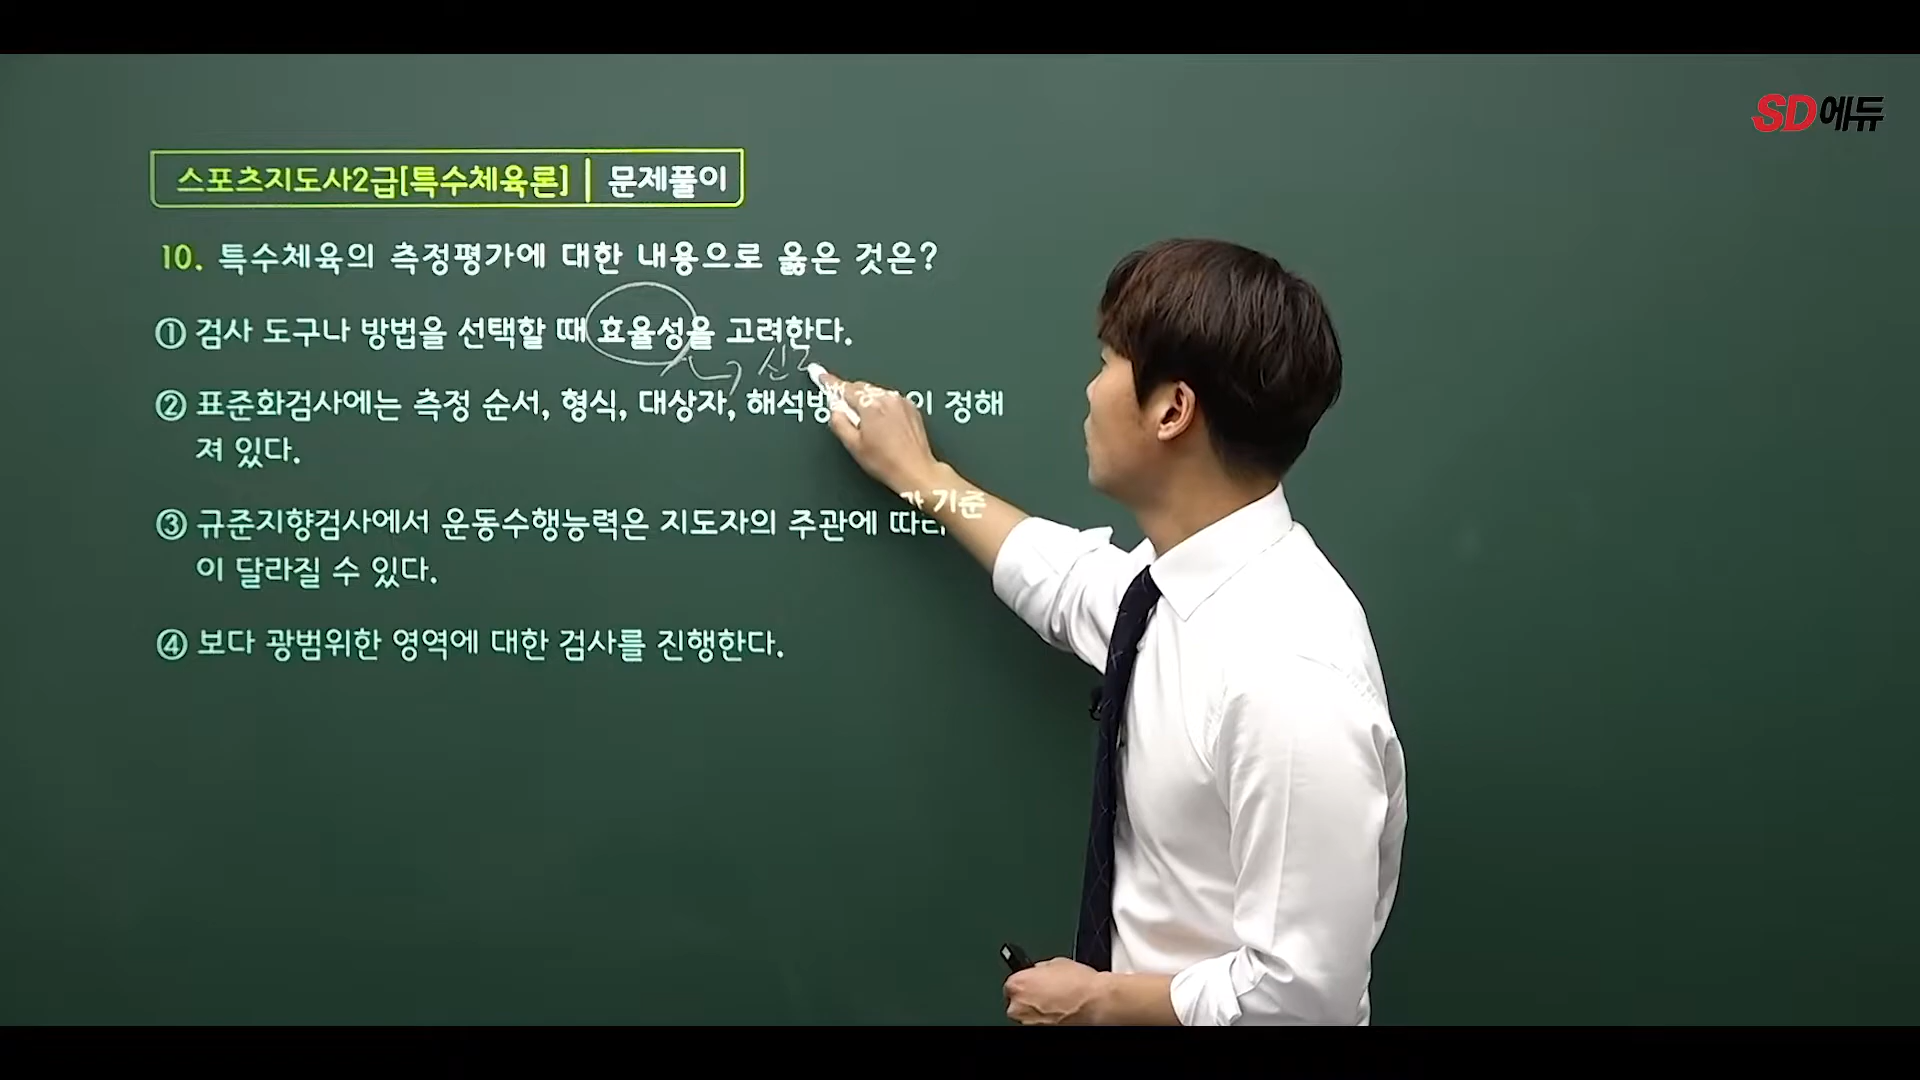 SD에듀
스포츠지도사2급[특수체육론] | 문제풀이
10. 특수체육의 측정평가에 대한 내용으로 옳은 것은?
① 검사 도구나 방법을 선택할 때 효율성을 고려한다.
신
② 표준화검사에는 측정 순서, 형식, 대상자, 해석방법 정해
져 있다.
③ 규준지향검사에서 운동수행능력은 지도자의 주관에 따라 기준
이 달라질 수 있다.
④ 보다 광범위한 영역에 대한 검사를 진행한다.